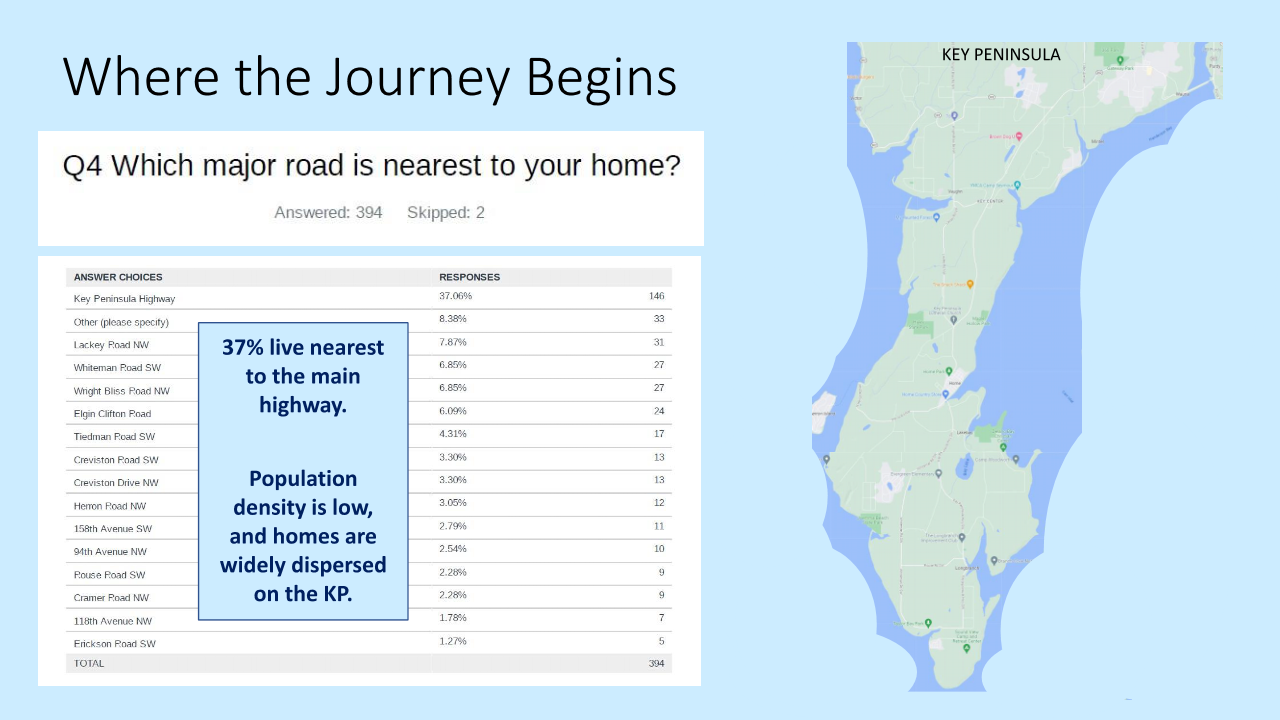 Where the Journey Begins
KEY PENINSULA
Q4 Which major road is nearest to your home?
Answered: 394 Skipped: 2
ANSWER CHOICES RESPONSES
Key Peninsula Highway 37.06% 146
Other (please specify) 8.38% 33
Lackey Road NW 7.87% 31
Whiteman Road SW 6.85% 27
Wright Bliss Road NW 6.85% 27
Elgin Clifton Road 6.09% 24
Tiedman Road SW 4.31% 17
Creviston Road SW 3.30% 13
Creviston Drive NW 3.30% 13
Herron Road NW 3.05% 12
158th Avenue SW 2.79% 11
94th Avenue NW 2.54% 10
Rouse Road SW 2.28% 9
Cramer Road NW 2.28% 9
118th Avenue NW 1.78% 7
Erickson Road SW 1.27% 5
TOTAL 394
37% live nearest
to the main
highway.
Population
density is low,
and homes are
widely dispersed
on the KP.
Vaughn
KEY CENTER
Home
Lakebay
Longbranch